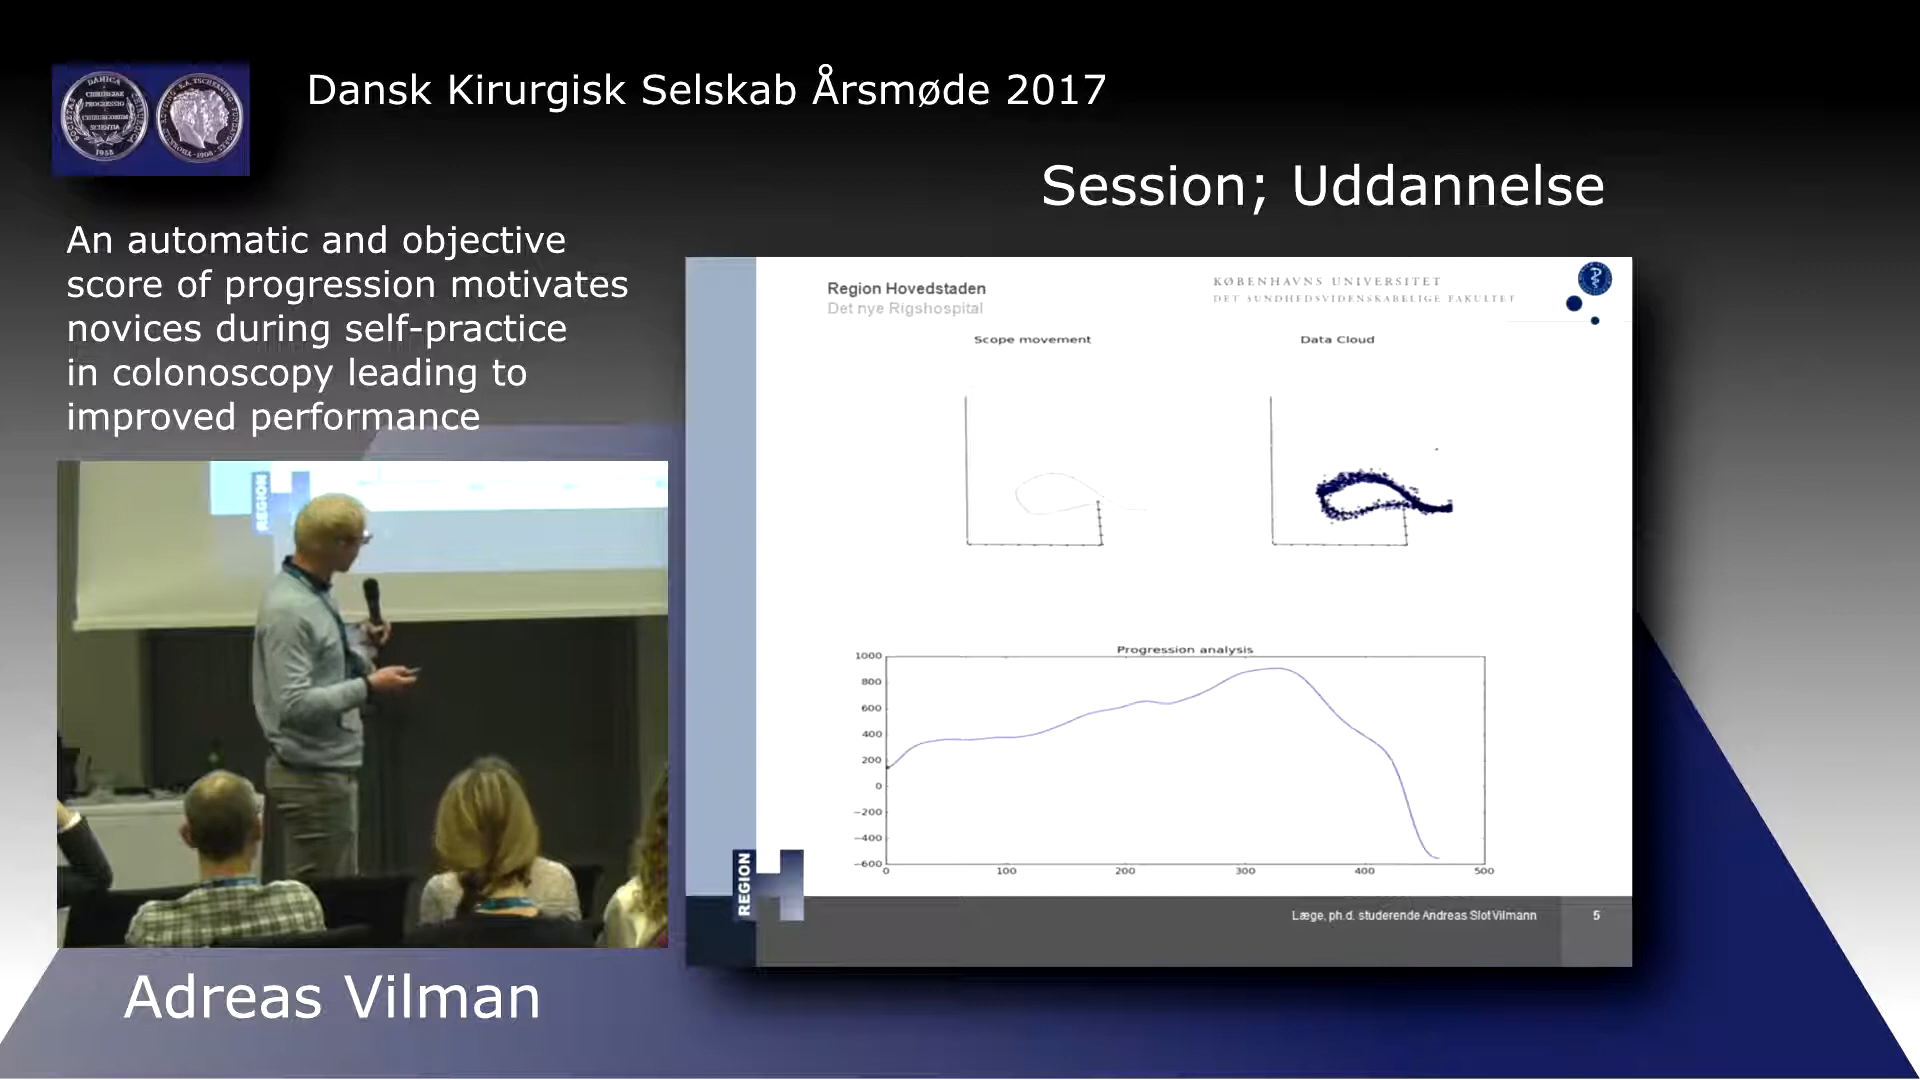 Dansk Kirurgisk Selskab Årsmøde 2017
Session; Uddannelse
An automatic and objective
score of progression motivates
novices during self-practice
in colonoscopy leading to
improved performance
Region Hovedstaden
Det nye Rigshospital
KØBENHAVNS UNIVERSITET
DET SUNDHEDSVIDENSKABELIGE FAKULTET
Scope movement
Data Cloud
Progression analysis
1000
800
600
400
200
0
−200
−400
−600
0 100 200 300 400 500
REGION
Læge, ph.d. studerende Andreas Slot Vilmann
5
REGION
Adreas Vilman